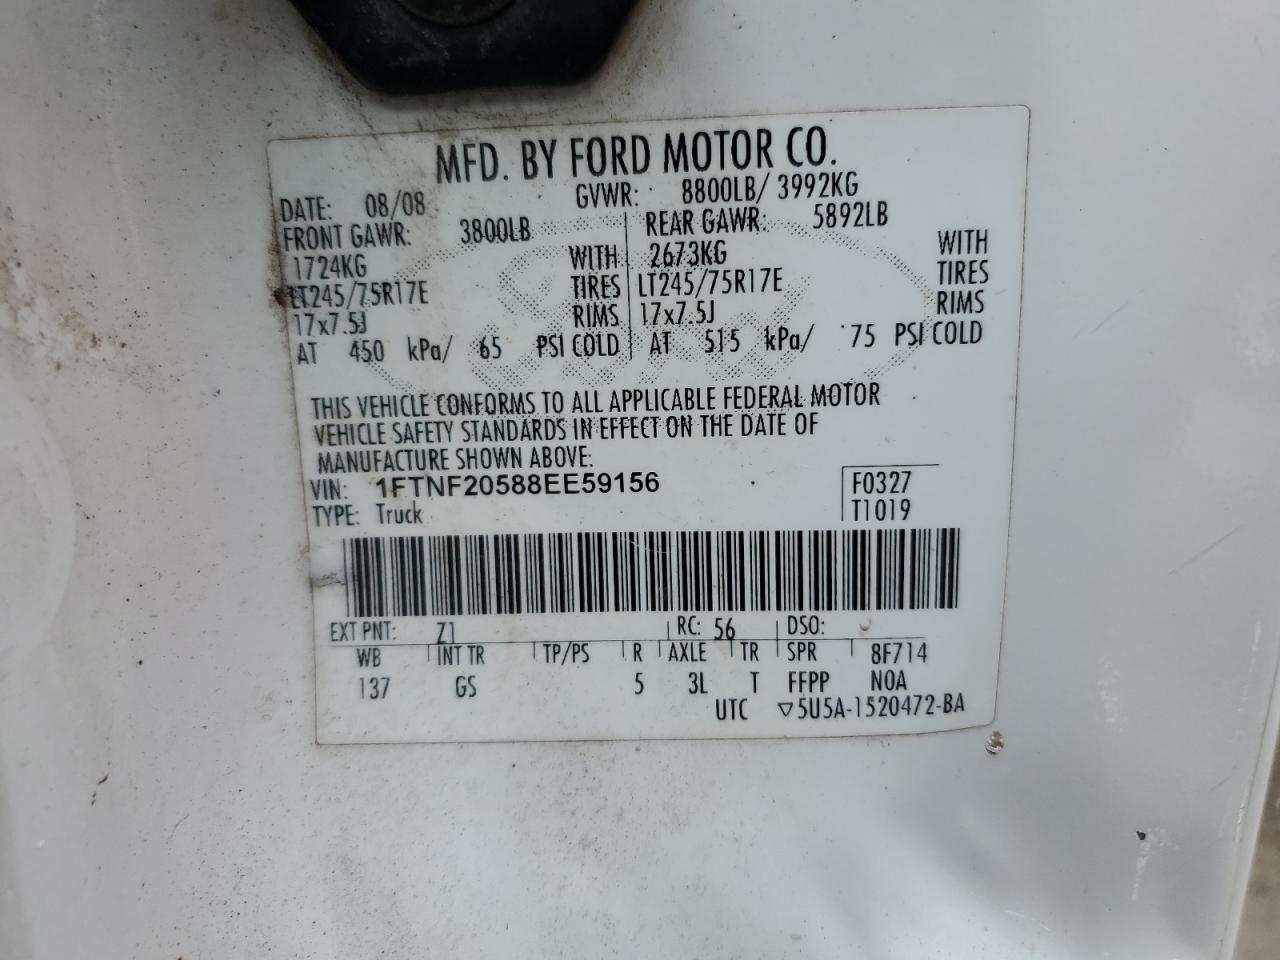 MFD. BY FORD MOTOR CO.
DATE: 08/08 GVWR: 8800LB/ 3992KG
FRONT GAWR: 3800LB REAR GAWR: 5892LB
1724KG WITH 2673KG WITH
LT245/75R17E TIRES LT245/75R17E TIRES
17x7.5J RIMS 17x7.5J RIMS
AT 450 kPa/ 65 PSI COLD AT 515 kPa/ 75 PSI COLD
THIS VEHICLE CONFORMS TO ALL APPLICABLE FEDERAL MOTOR
VEHICLE SAFETY STANDARDS IN EFFECT ON THE DATE OF
MANUFACTURE SHOWN ABOVE.
VIN: 1FTNF20588EE59156 F0327
TYPE: Truck T1019
EXT PNT: Z1 RC: 56 DSO:
WB INT TR TP/PS R AXLE TR SPR 8F714
137 GS 5 3L T FFPP NOA
UTC ▽5U5A-1520472-BA